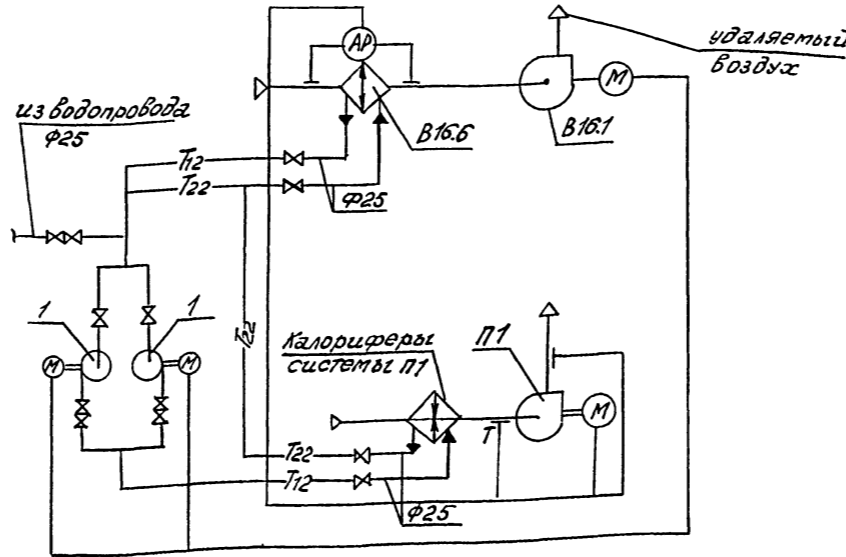 АР
удаляемый
воздух
М
В16.6
В16.1
из водопровода
Ф25
Т12
Т22
Ф25
Т22
1
1
М
М
Калориферы
системы П1
П1
М
Т
Т22
Т12
Ф25